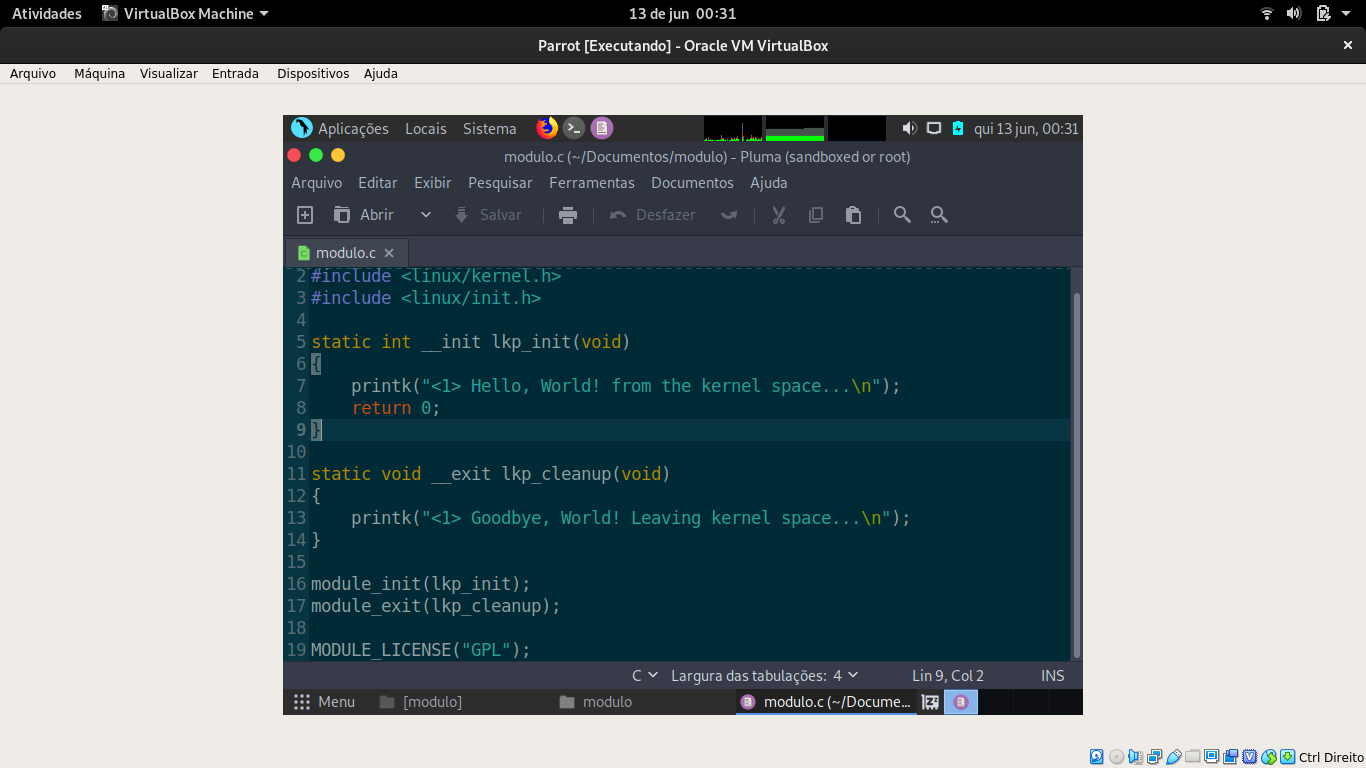 Atividades VirtualBox Machine 13 de jun 00:31
Parrot [Executando] - Oracle VM VirtualBox
Arquivo Máquina Visualizar Entrada Dispositivos Ajuda
Aplicações Locais Sistema qui 13 jun, 00:31
modulo.c (~/Documentos/modulo) - Pluma (sandboxed or root)
Arquivo Editar Exibir Pesquisar Ferramentas Documentos Ajuda
Abrir Salvar Desfazer
modulo.c
2 #include <linux/kernel.h>
3 #include <linux/init.h>
4
5 static int __init lkp_init(void)
6 {
7     printk("<1> Hello, World! from the kernel space...\n");
8     return 0;
9 }
10
11 static void __exit lkp_cleanup(void)
12 {
13     printk("<1> Goodbye, World! Leaving kernel space...\n");
14 }
15
16 module_init(lkp_init);
17 module_exit(lkp_cleanup);
18
19 MODULE_LICENSE("GPL");
C Largura das tabulações: 4 Lin 9, Col 2 INS
Menu [modulo] modulo modulo.c (~/Docume...
Ctrl Direito